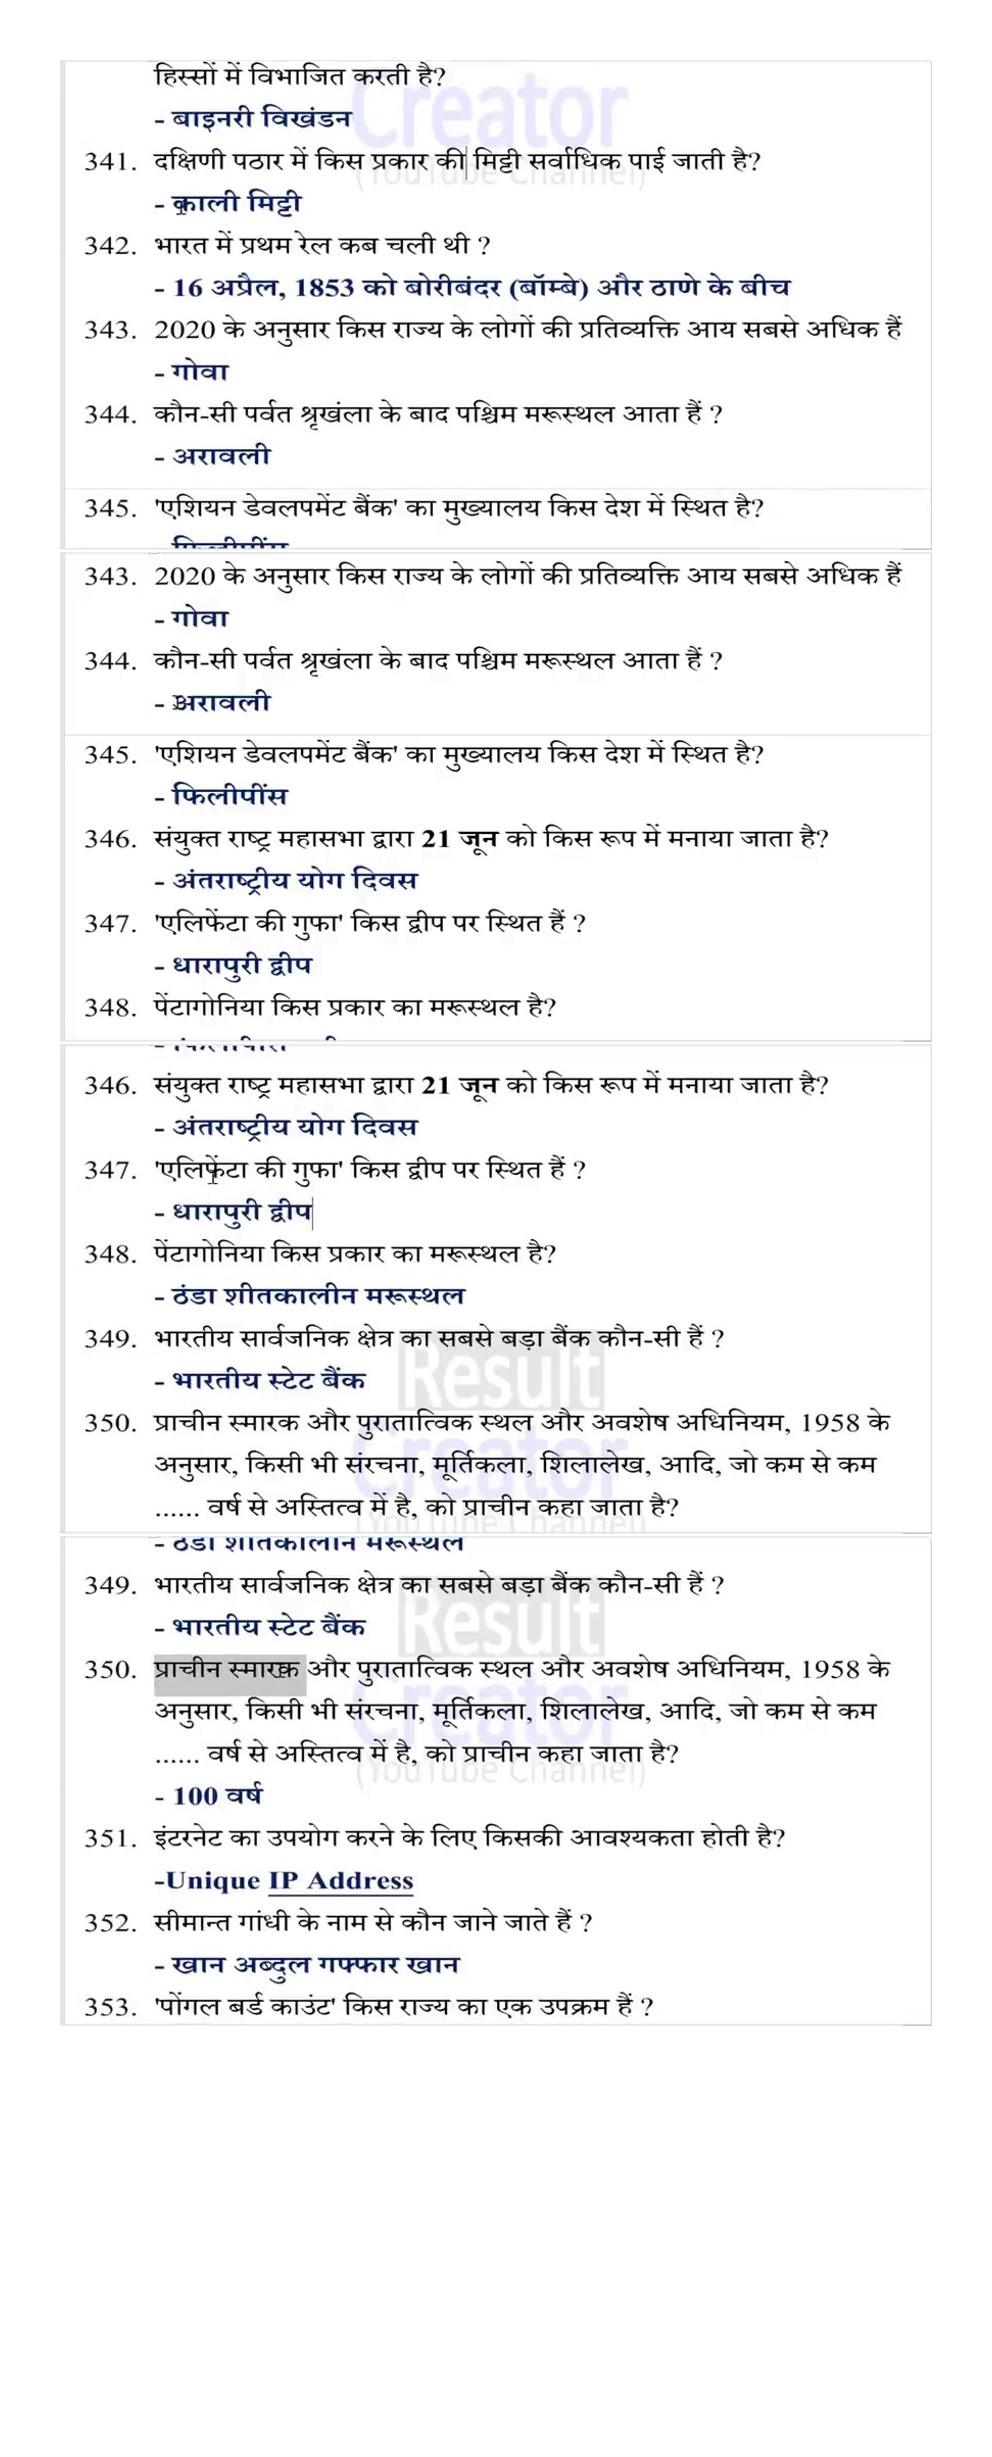 हिस्सों में विभाजित करती है?
Creator
- बाइनरी विखंडन
341. दक्षिणी पठार में किस प्रकार की मिट्टी सर्वाधिक पाई जाती है?
(YouTube Channel)
- काली मिट्टी
342. भारत में प्रथम रेल कब चली थी ?
- 16 अप्रैल, 1853 को बोरीबंदर (बॉम्बे) और ठाणे के बीच
343. 2020 के अनुसार किस राज्य के लोगों की प्रतिव्यक्ति आय सबसे अधिक हैं
- गोवा
344. कौन-सी पर्वत श्रृखंला के बाद पश्चिम मरूस्थल आता हैं ?
- अरावली
345. 'एशियन डेवलपमेंट बैंक' का मुख्यालय किस देश में स्थित है?
- फिलीपींस
343. 2020 के अनुसार किस राज्य के लोगों की प्रतिव्यक्ति आय सबसे अधिक हैं
- गोवा
344. कौन-सी पर्वत श्रृखंला के बाद पश्चिम मरूस्थल आता हैं ?
- अरावली
345. 'एशियन डेवलपमेंट बैंक' का मुख्यालय किस देश में स्थित है?
- फिलीपींस
346. संयुक्त राष्ट्र महासभा द्वारा 21 जून को किस रूप में मनाया जाता है?
- अंतराष्ट्रीय योग दिवस
347. 'एलिफेंटा की गुफा' किस द्वीप पर स्थित हैं ?
- धारापुरी द्वीप
348. पेंटागोनिया किस प्रकार का मरूस्थल है?
346. संयुक्त राष्ट्र महासभा द्वारा 21 जून को किस रूप में मनाया जाता है?
- अंतराष्ट्रीय योग दिवस
347. 'एलिफेंटा की गुफा' किस द्वीप पर स्थित हैं ?
- धारापुरी द्वीप
348. पेंटागोनिया किस प्रकार का मरूस्थल है?
- ठंडा शीतकालीन मरूस्थल
349. भारतीय सार्वजनिक क्षेत्र का सबसे बड़ा बैंक कौन-सी हैं ?
Result
- भारतीय स्टेट बैंक
350. प्राचीन स्मारक और पुरातात्विक स्थल और अवशेष अधिनियम, 1958 के
Creator
अनुसार, किसी भी संरचना, मूर्तिकला, शिलालेख, आदि, जो कम से कम
...... वर्ष से अस्तित्व में है, को प्राचीन कहा जाता है?
(YouTube Channel)
- ठंडा शीतकालीन मरूस्थल
349. भारतीय सार्वजनिक क्षेत्र का सबसे बड़ा बैंक कौन-सी हैं ?
Result
- भारतीय स्टेट बैंक
350. प्राचीन स्मारक और पुरातात्विक स्थल और अवशेष अधिनियम, 1958 के
Creator
अनुसार, किसी भी संरचना, मूर्तिकला, शिलालेख, आदि, जो कम से कम
...... वर्ष से अस्तित्व में है, को प्राचीन कहा जाता है?
(YouTube Channel)
- 100 वर्ष
351. इंटरनेट का उपयोग करने के लिए किसकी आवश्यकता होती है?
-Unique IP Address
352. सीमान्त गांधी के नाम से कौन जाने जाते हैं ?
- खान अब्दुल गफ्फार खान
353. 'पोंगल बर्ड काउंट' किस राज्य का एक उपक्रम हैं ?